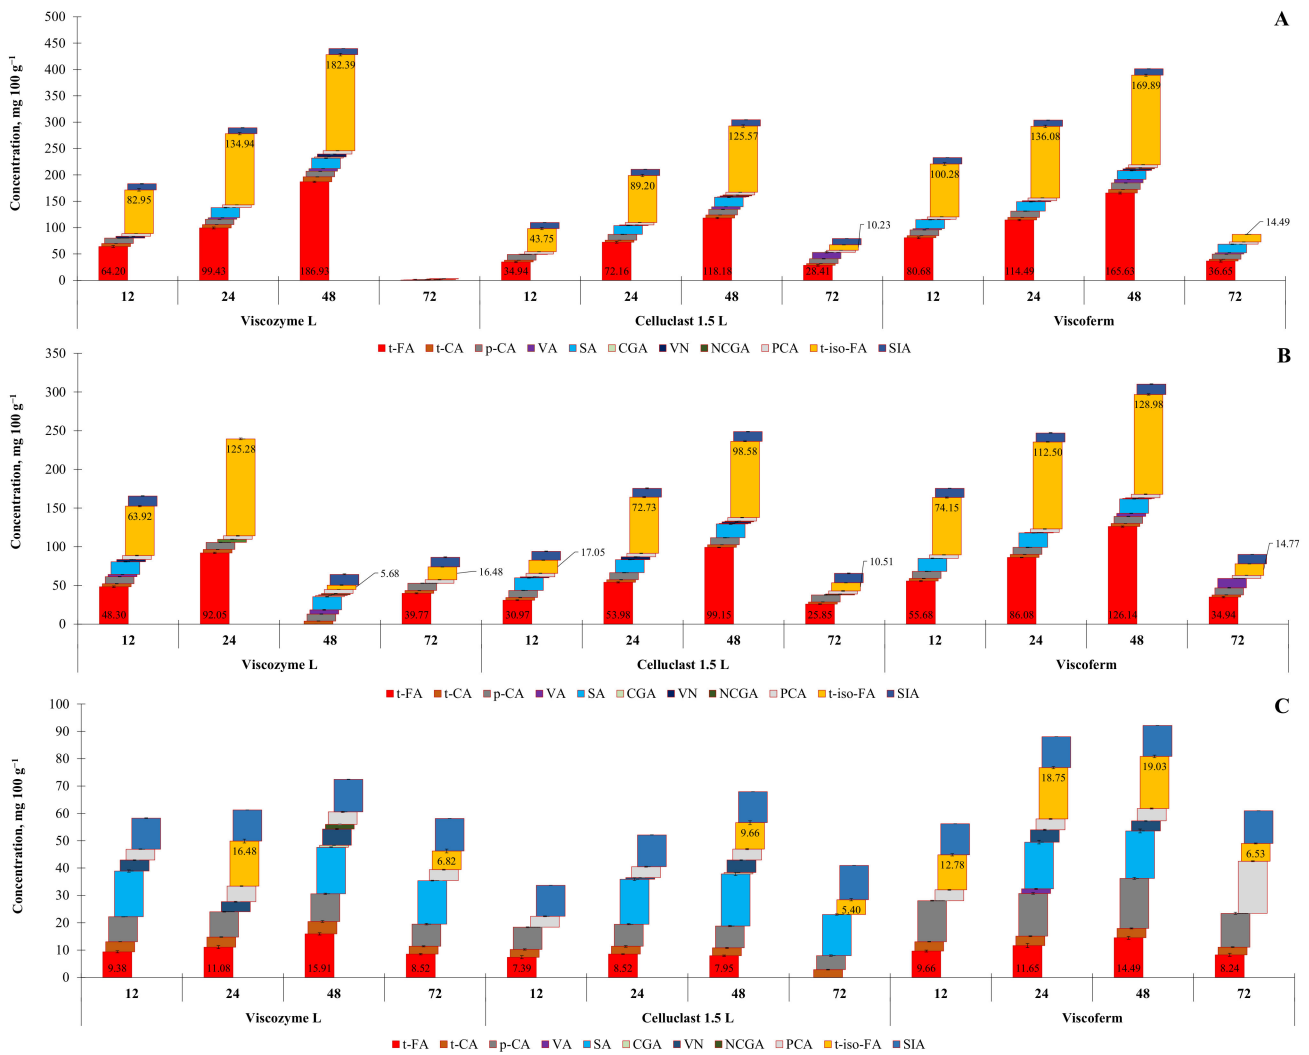 A
Concentration, mg 100 g⁻¹
500
450
400
350
300
250
200
150
100
50
0
64.20 82.95 99.43 134.94 186.93 182.39 34.94 43.75 72.16 89.20 118.18 125.57 28.41 10.23 80.68 100.28 114.49 136.08 165.63 169.89 36.65 14.49
12 24 48 72 12 24 48 72 12 24 48 72
Viscozyme L Celluclast 1.5 L Viscoferm
t-FA t-CA p-CA VA SA CGA VN NCGA PCA t-iso-FA SIA
B
Concentration, mg 100 g⁻¹
350
300
250
200
150
100
50
0
48.30 63.92 92.05 125.28 5.68 39.77 16.48 30.97 17.05 53.98 72.73 99.15 98.58 25.85 10.51 55.68 74.15 86.08 112.50 126.14 128.98 34.94 14.77
12 24 48 72 12 24 48 72 12 24 48 72
Viscozyme L Celluclast 1.5 L Viscoferm
t-FA t-CA p-CA VA SA CGA VN NCGA PCA t-iso-FA SIA
C
Concentration, mg 100 g⁻¹
100
90
80
70
60
50
40
30
20
10
0
9.38 11.08 16.48 15.91 8.52 6.82 7.39 8.52 7.95 9.66 5.40 9.66 12.78 11.65 18.75 14.49 19.03 8.24 6.53
12 24 48 72 12 24 48 72 12 24 48 72
Viscozyme L Celluclast 1.5 L Viscoferm
t-FA t-CA p-CA VA SA CGA VN NCGA PCA t-iso-FA SIA